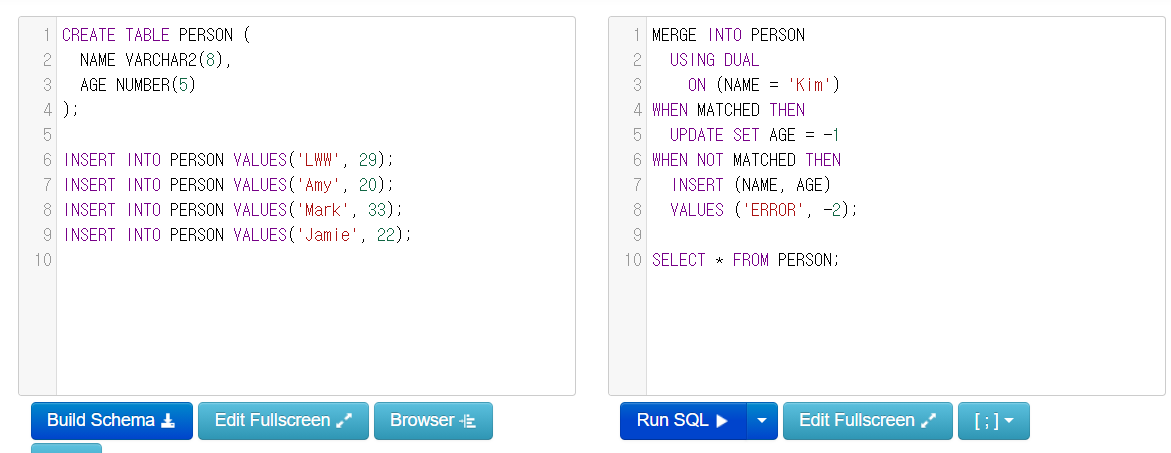 1 CREATE TABLE PERSON (
2 NAME VARCHAR2(8),
3 AGE NUMBER(5)
4 );
5
6 INSERT INTO PERSON VALUES('LWW', 29);
7 INSERT INTO PERSON VALUES('Amy', 20);
8 INSERT INTO PERSON VALUES('Mark', 33);
9 INSERT INTO PERSON VALUES('Jamie', 22);
10
Build Schema
Edit Fullscreen
Browser
1 MERGE INTO PERSON
2 USING DUAL
3 ON (NAME = 'Kim')
4 WHEN MATCHED THEN
5 UPDATE SET AGE = -1
6 WHEN NOT MATCHED THEN
7 INSERT (NAME, AGE)
8 VALUES ('ERROR', -2);
9
10 SELECT * FROM PERSON;
Run SQL
Edit Fullscreen
[ ; ]